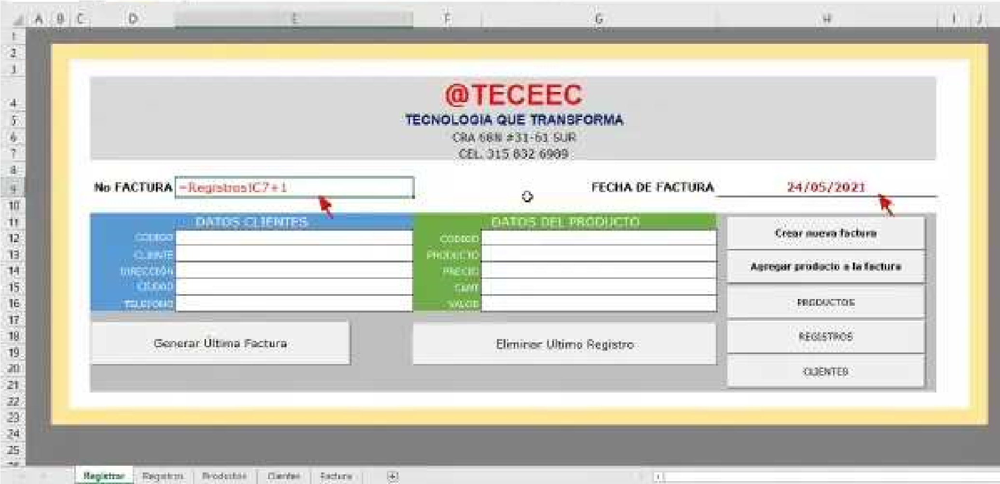 A B C D E F G H I J
1
2
3
4
5
6
7
8
9
10
11
12
13
14
15
16
17
18
19
20
21
22
23
24
25
@TECEEC
TECNOLOGIA QUE TRANSFORMA
CRA 68N #31-61 SUR
CEL. 315 832 6989
No FACTURA =Registros!C7+1 FECHA DE FACTURA 24/05/2021
DATOS CLIENTES
CODIGO
CLIENTE
DIRECCIÓN
CIUDAD
TELEFONO
DATOS DEL PRODUCTO
CODIGO
PRODUCTO
PRECIO
CANT
VALOR
Crear nueva factura
Agregar producto a la factura
PRODUCTOS
REGISTROS
CLIENTES
Generar Última Factura
Eliminar Ultimo Registro
Registrar Registros Productos Clientes Factura